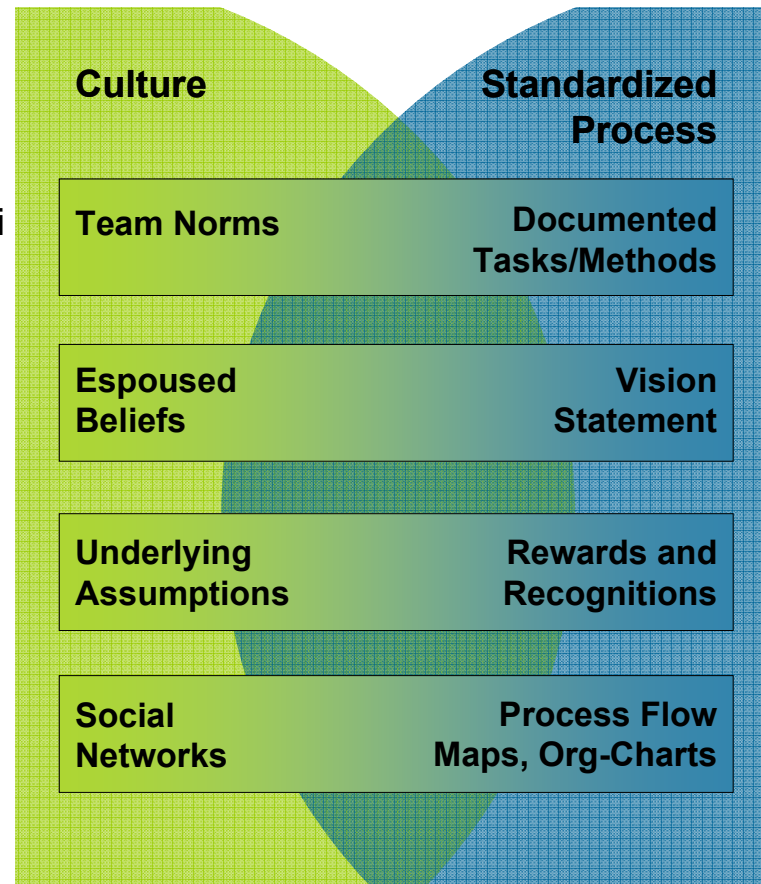 Culture
Standardized
Process
i
Team Norms
Documented
Tasks/Methods
Espoused
Beliefs
Vision
Statement
Underlying
Assumptions
Rewards and
Recognitions
Social
Networks
Process Flow
Maps, Org-Charts